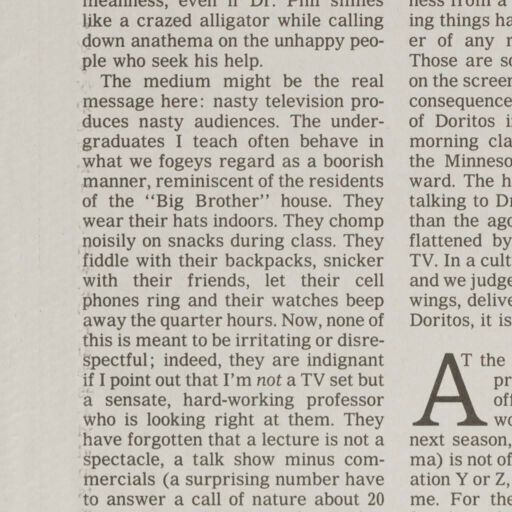 meanness, even if Dr. Phil smiles
like a crazed alligator while calling
down anathema on the unhappy peo-
ple who seek his help.
The medium might be the real
message here: nasty television pro-
duces nasty audiences. The under-
graduates I teach often behave in
what we fogeys regard as a boorish
manner, reminiscent of the residents
of the "Big Brother" house. They
wear their hats indoors. They chomp
noisily on snacks during class. They
fiddle with their backpacks, snicker
with their friends, let their cell
phones ring and their watches beep
away the quarter hours. Now, none of
this is meant to be irritating or disre-
spectful; indeed, they are indignant
if I point out that I'm not a TV set but
a sensate, hard-working professor
who is looking right at them. They
have forgotten that a lecture is not a
spectacle, a talk show minus com-
mercials (a surprising number have
to answer a call of nature about 20
ness from a
ing things ha
er of any
Those are so
on the screen
consequence
of Doritos i
morning cla
the Minneso
ward. The h
talking to Dr
than the ago
flattened by
TV. In a cult
and we judge
wings, delive
Doritos, it is
AT the
pr
off
wo
next season,
ma) is not of
ation Y or Z,
me. For the